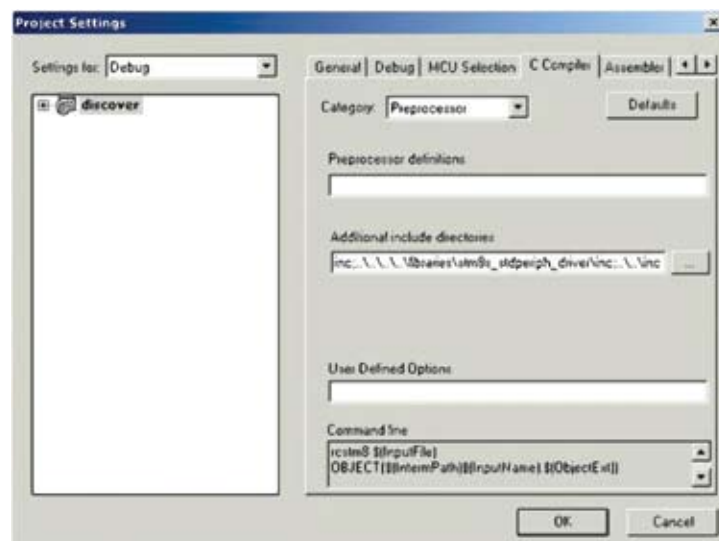 Project Settings
Settings for: Debug
discover
General Debug MCU Selection C Compiler Assembler
Category: Preprocessor
Defaults
Preprocessor definitions
Additional include directories
inc;..\..\..\..\libraries\stm8s_stdperiph_driver\inc;..\..\inc
...
User Defined Options
Command line
rcstm8 $(InputFile)
OBJECT($(IntermPath)$(InputName).$(ObjectExt))
OK Cancel